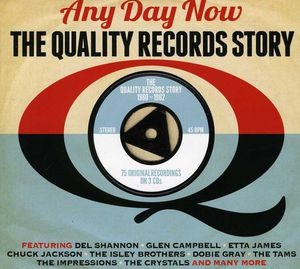 Any Day Now
THE QUALITY RECORDS STORY
THE
QUALITY RECORDS STORY
1960 – 1962
STEREO
45 RPM
75 ORIGINAL RECORDINGS
ON 3 CDs
FEATURING DEL SHANNON • GLEN CAMPBELL • ETTA JAMES
CHUCK JACKSON • THE ISLEY BROTHERS • DOBIE GRAY • THE TAMS
THE IMPRESSIONS • THE CRYSTALS AND MANY MORE